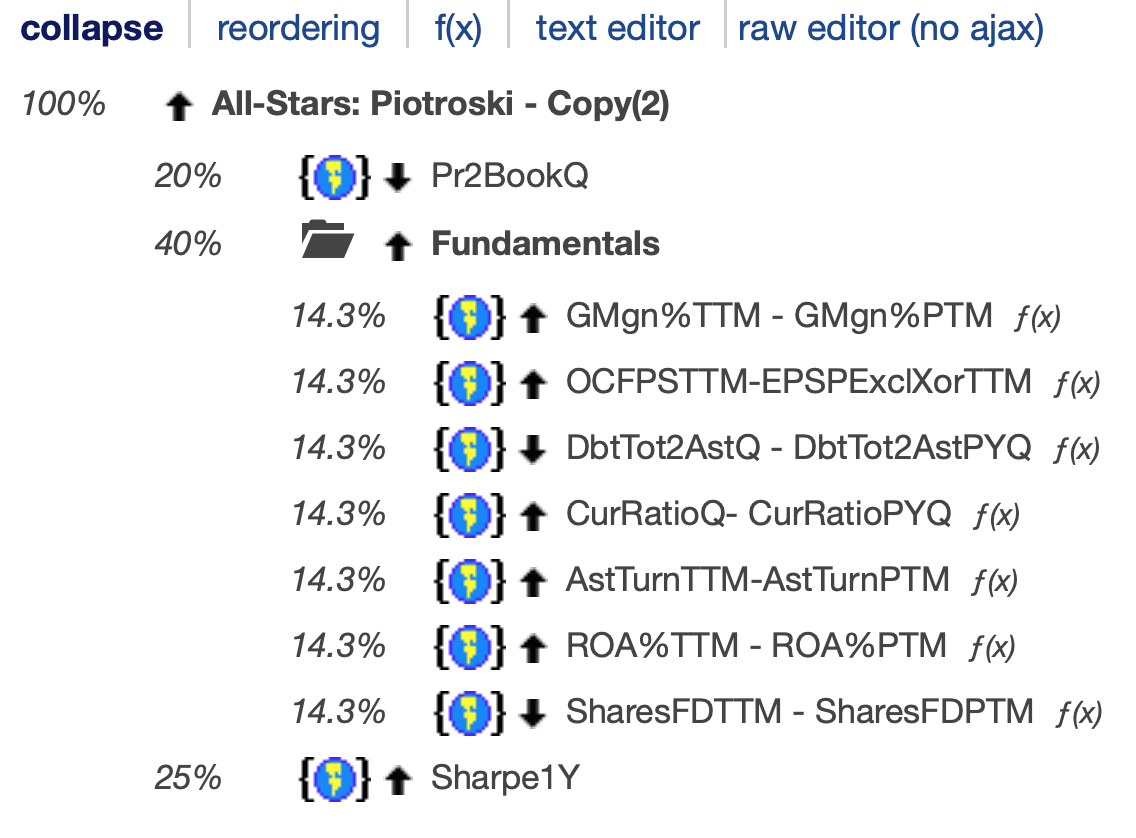 collapse reordering f(x) text editor raw editor (no ajax)
100% All-Stars: Piotroski - Copy(2)
20% Pr2BookQ
40% Fundamentals
14.3% GMgn%TTM - GMgn%PTM f(x)
14.3% OCFPSTTM-EPSPExclXorTTM f(x)
14.3% DbtTot2AstQ - DbtTot2AstPYQ f(x)
14.3% CurRatioQ- CurRatioPYQ f(x)
14.3% AstTurnTTM-AstTurnPTM f(x)
14.3% ROA%TTM - ROA%PTM f(x)
14.3% SharesFDTTM - SharesFDPTM f(x)
25% Sharpe1Y